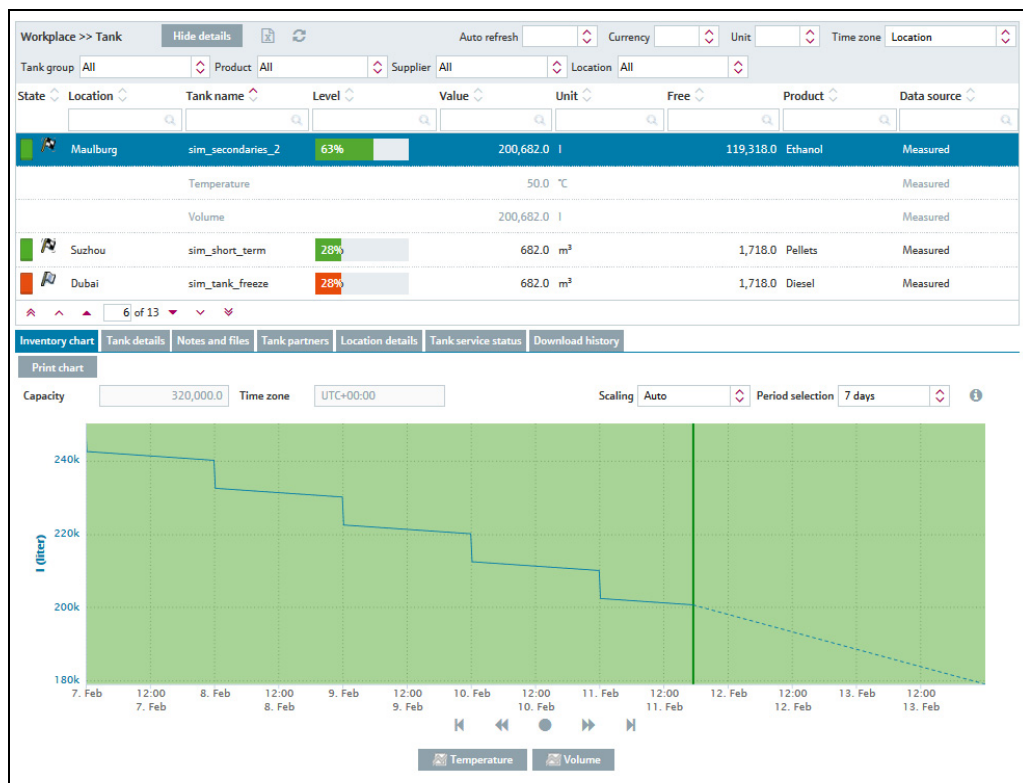 Workplace >> Tank Hide details Auto refresh Currency Unit Time zone Location
Tank group All Product All Supplier All Location All
State Location Tank name Level Value Unit Free Product Data source
Maulburg sim_secondaries_2 63% 200,682.0 l 119,318.0 Ethanol Measured
Temperature 50.0 °C Measured
Volume 200,682.0 l Measured
Suzhou sim_short_term 28% 682.0 m³ 1,718.0 Pellets Measured
Dubai sim_tank_freeze 28% 682.0 m³ 1,718.0 Diesel Measured
6 of 13
Inventory chart Tank details Notes and files Tank partners Location details Tank service status Download history
Print chart
Capacity 320,000.0 Time zone UTC+00:00 Scaling Auto Period selection 7 days
240k
220k
l (liter)
200k
180k
7. Feb 12:00 8. Feb 12:00 9. Feb 12:00 10. Feb 12:00 11. Feb 12:00 12. Feb 12:00 13. Feb 12:00
7. Feb 8. Feb 9. Feb 10. Feb 11. Feb 12. Feb 13. Feb
Temperature Volume